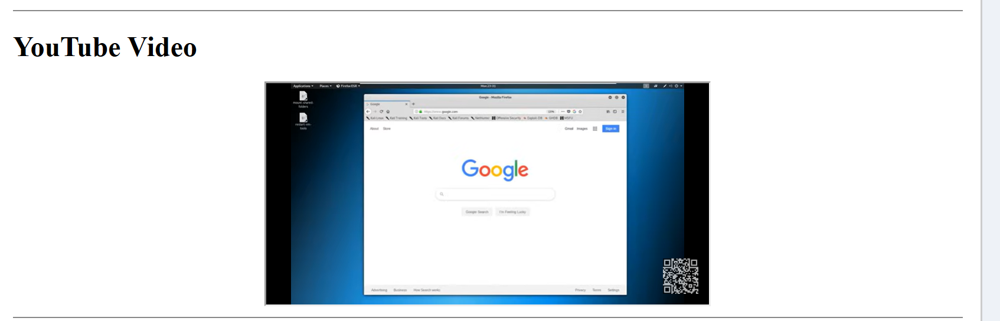 YouTube Video
Applications Places Firefox ESR Mon 23:31
mount-shared-folders
restart-vm-tools
Google - Mozilla Firefox
Google
https://www.google.com 120%
Kali Linux Kali Training Kali Tools Kali Docs Kali Forums NetHunter Offensive Security Exploit-DB GHDB MSFU
About Store Gmail Images Sign in
Google
Google Search I'm Feeling Lucky
Advertising Business How Search works Privacy Terms Settings